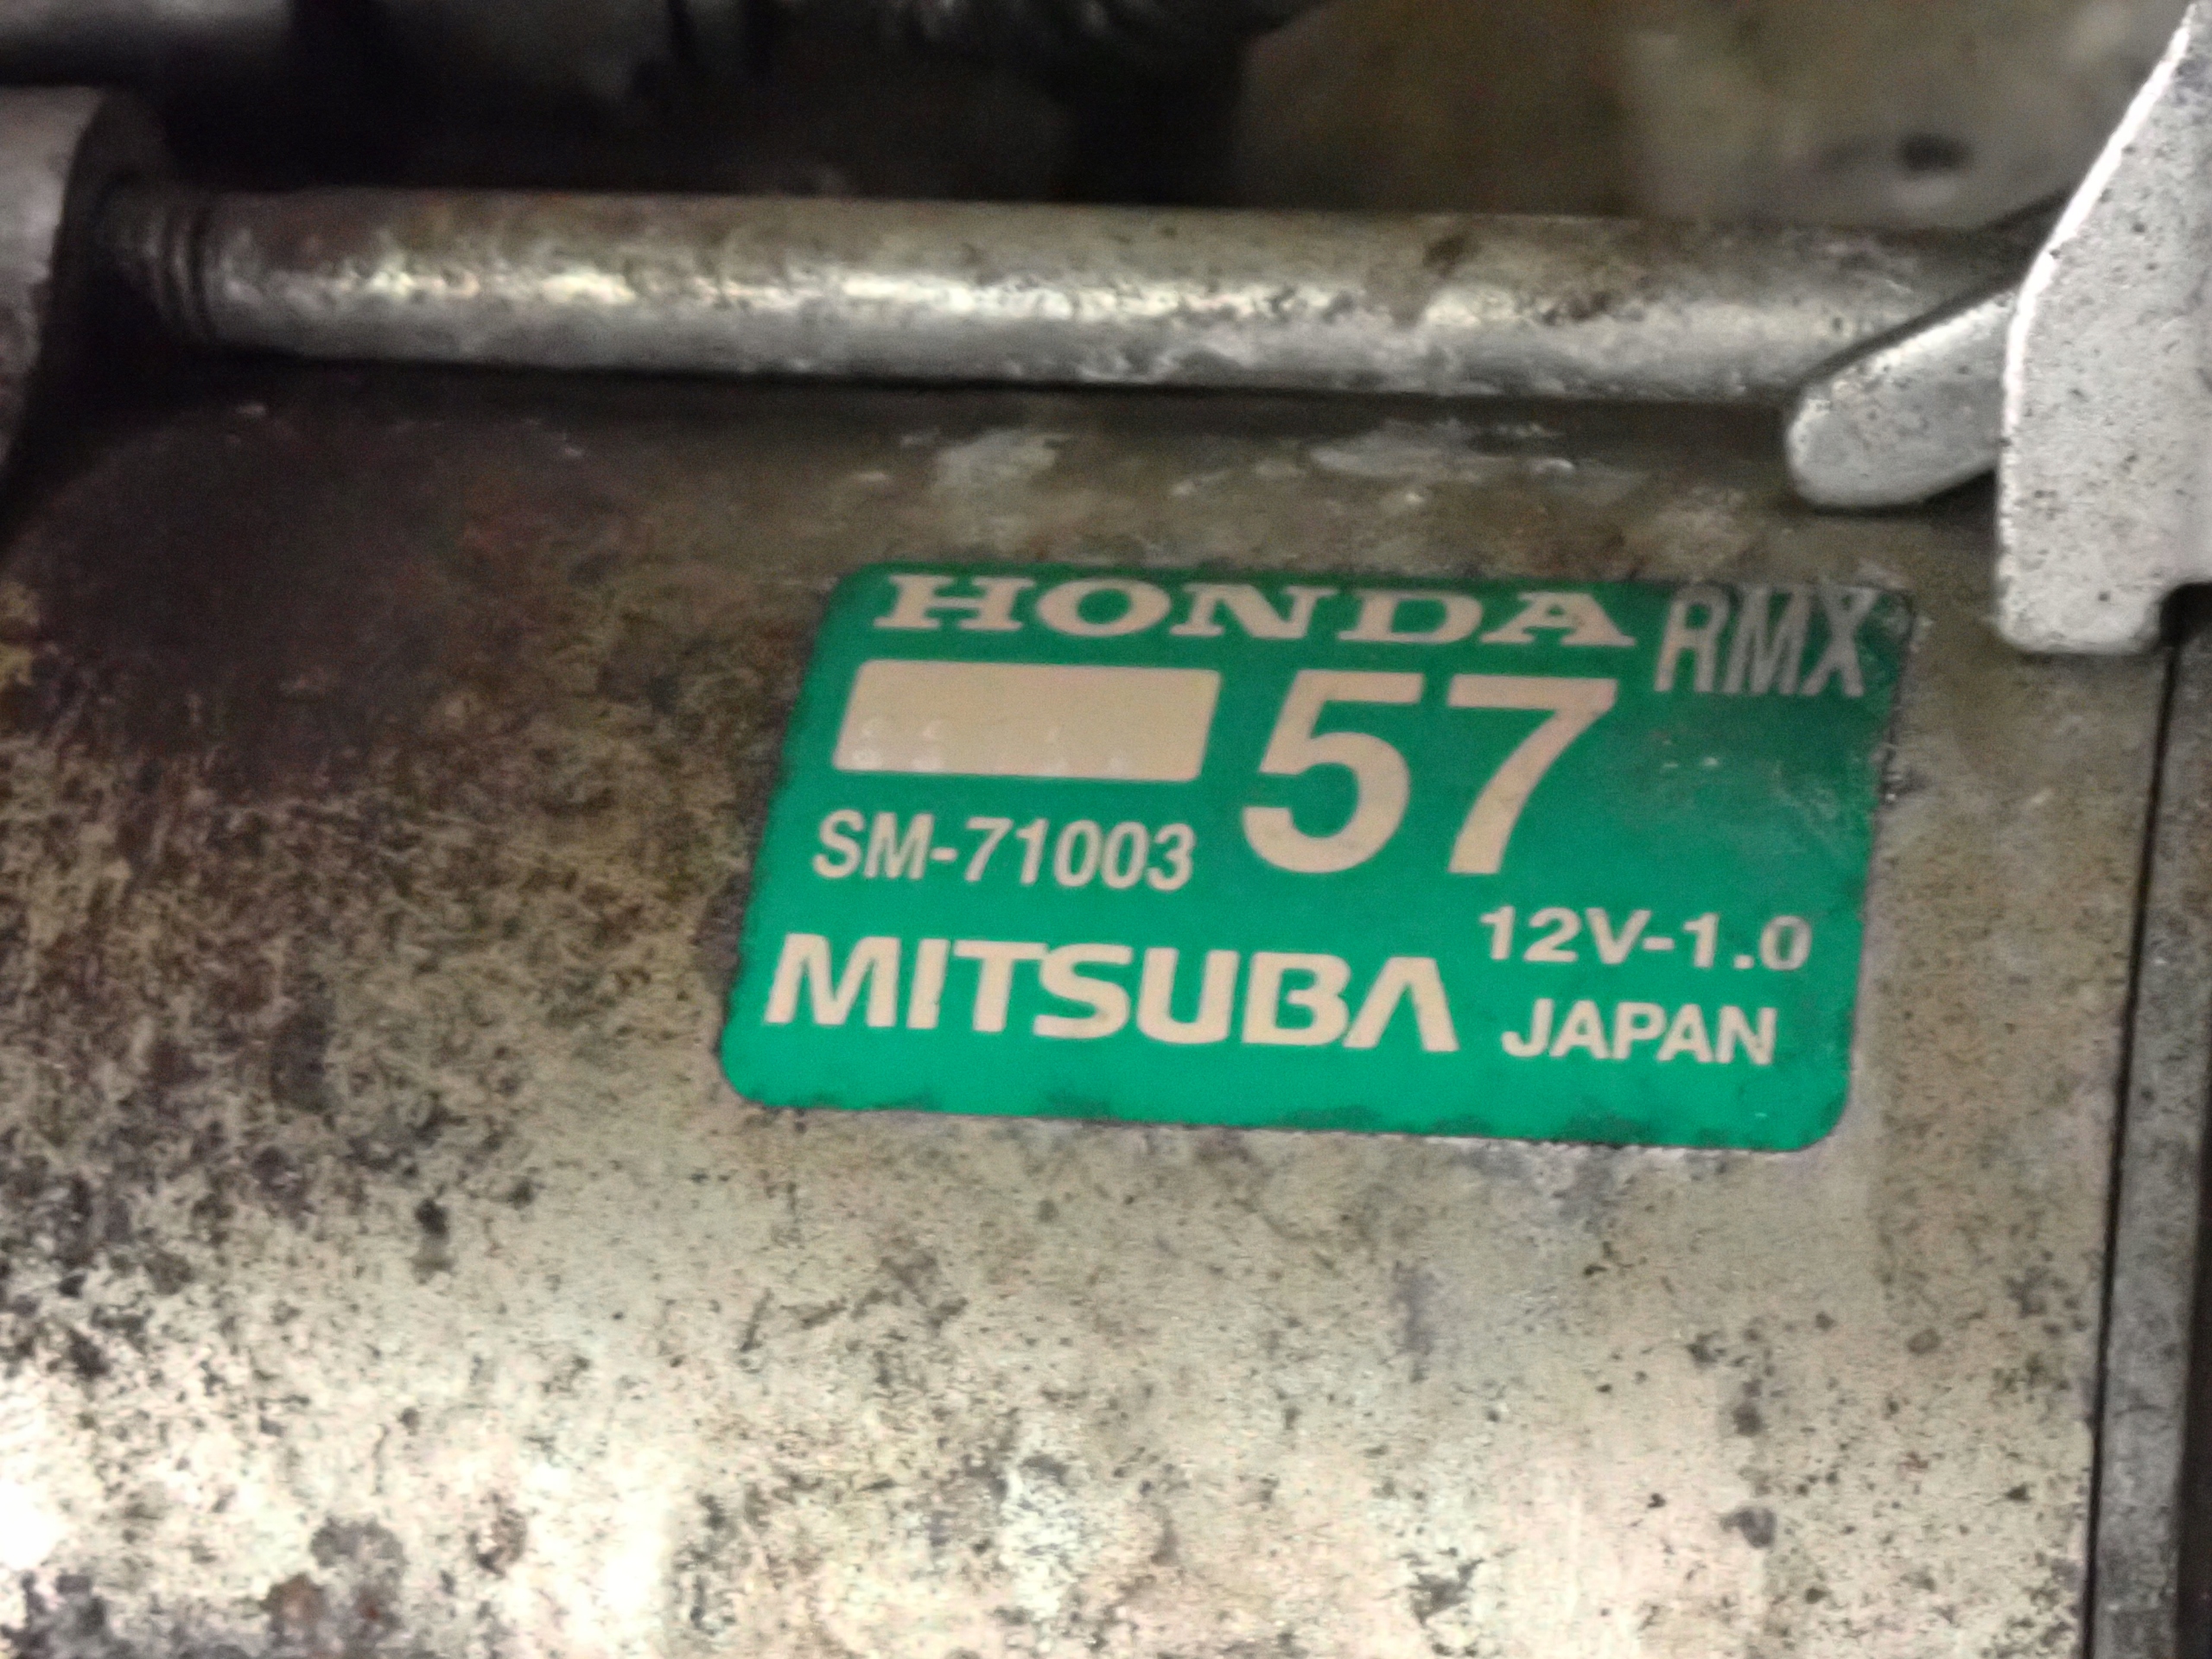 HONDA RMX
57
SM-71003
12V-1.0
MITSUBA JAPAN